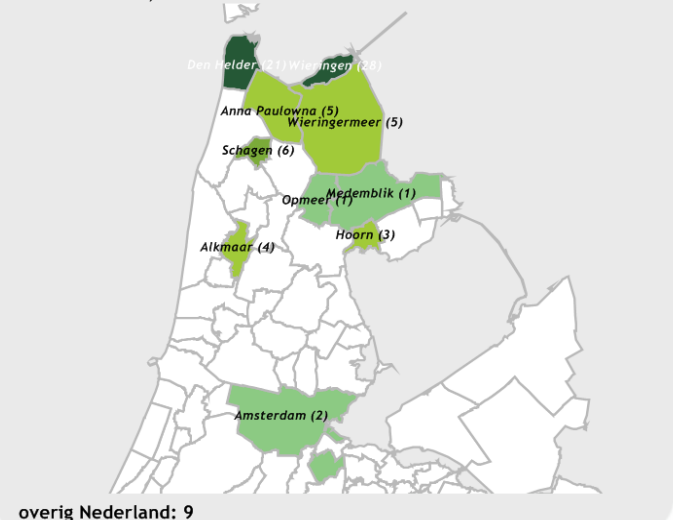 Den Helder (21)
Wieringen (28)
Anna Paulowna (5)
Wieringermeer (5)
Schagen (6)
Medemblik (1)
Opmeer (1)
Hoorn (3)
Alkmaar (4)
Amsterdam (2)
overig Nederland: 9